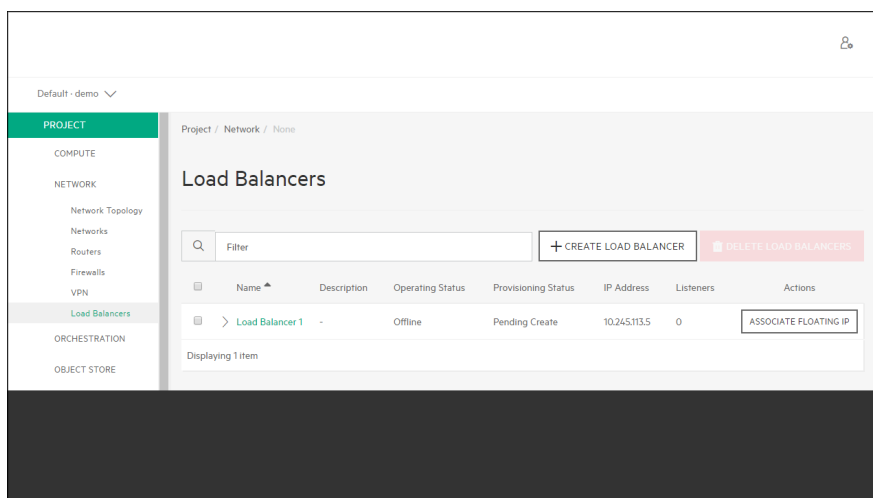 Default - demo
PROJECT
COMPUTE
NETWORK
Network Topology
Networks
Routers
Firewalls
VPN
Load Balancers
ORCHESTRATION
OBJECT STORE
Project / Network / None
Load Balancers
Filter
+ CREATE LOAD BALANCER
DELETE LOAD BALANCERS
Name Description Operating Status Provisioning Status IP Address Listeners Actions
Load Balancer 1 - Offline Pending Create 10.245.113.5 0 ASSOCIATE FLOATING IP
Displaying 1 item